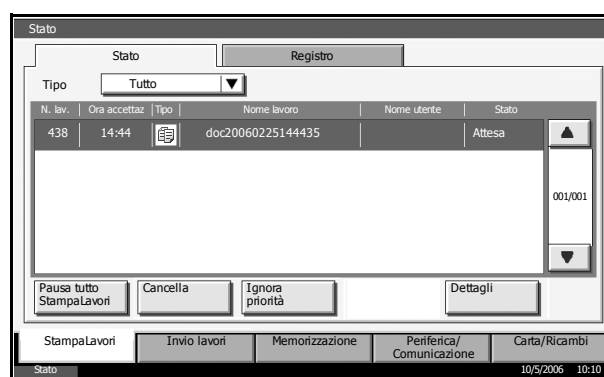 Stato
Stato Registro
Tipo Tutto
N. lav. Ora accettaz Tipo Nome lavoro Nome utente Stato
438 14:44 doc20060225144435 Attesa
001/001
Pausa tutto
StampaLavori
Cancella
Ignora
priorità
Dettagli
StampaLavori
Invio lavori
Memorizzazione
Periferica/
Comunicazione
Carta/Ricambi
Stato 10/5/2006 10:10